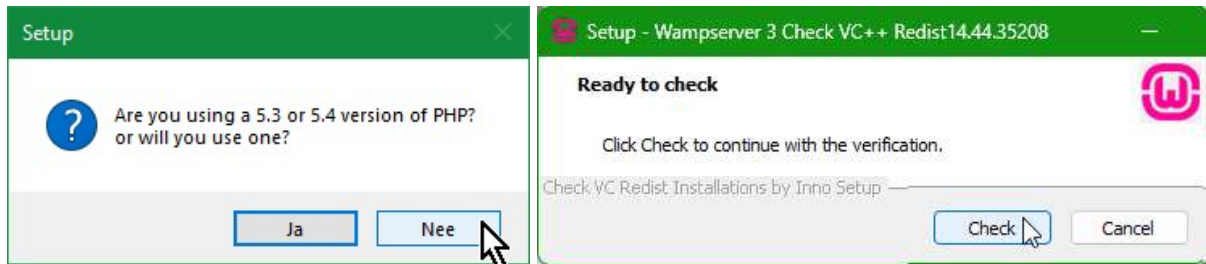 Setup
Are you using a 5.3 or 5.4 version of PHP?
or will you use one?
Ja
Nee
Setup - Wampserver 3 Check VC++ Redist14.44.35208
Ready to check
Click Check to continue with the verification.
Check VC Redist Installations by Inno Setup
Check
Cancel